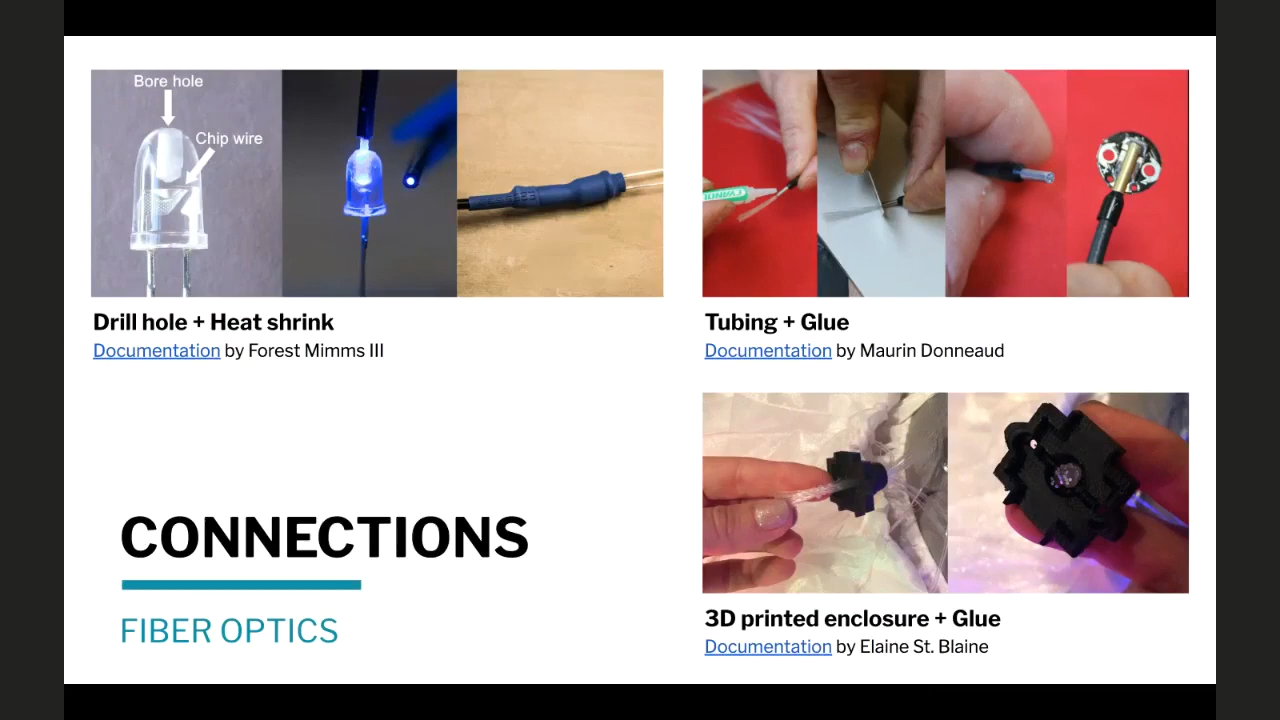 Bore hole
Chip wire
Drill hole + Heat shrink
Documentation by Forest Mimms III
Tubing + Glue
Documentation by Maurin Donneaud
3D printed enclosure + Glue
Documentation by Elaine St. Blaine
CONNECTIONS
FIBER OPTICS